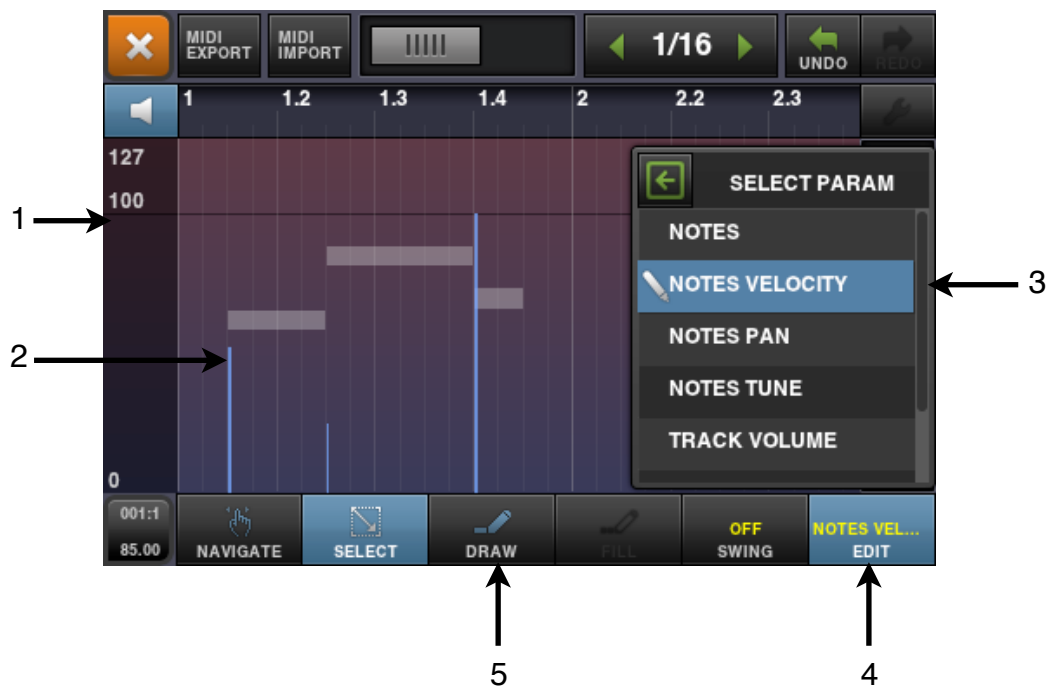 MIDI
EXPORT
MIDI
IMPORT
1/16
UNDO
REDO
1 1.2 1.3 1.4 2 2.2 2.3
127
100
0
SELECT PARAM
NOTES
NOTES VELOCITY
NOTES PAN
NOTES TUNE
TRACK VOLUME
1
2
3
001:1
85.00
NAVIGATE
SELECT
DRAW
FILL
OFF
SWING
NOTES VEL...
EDIT
5
4